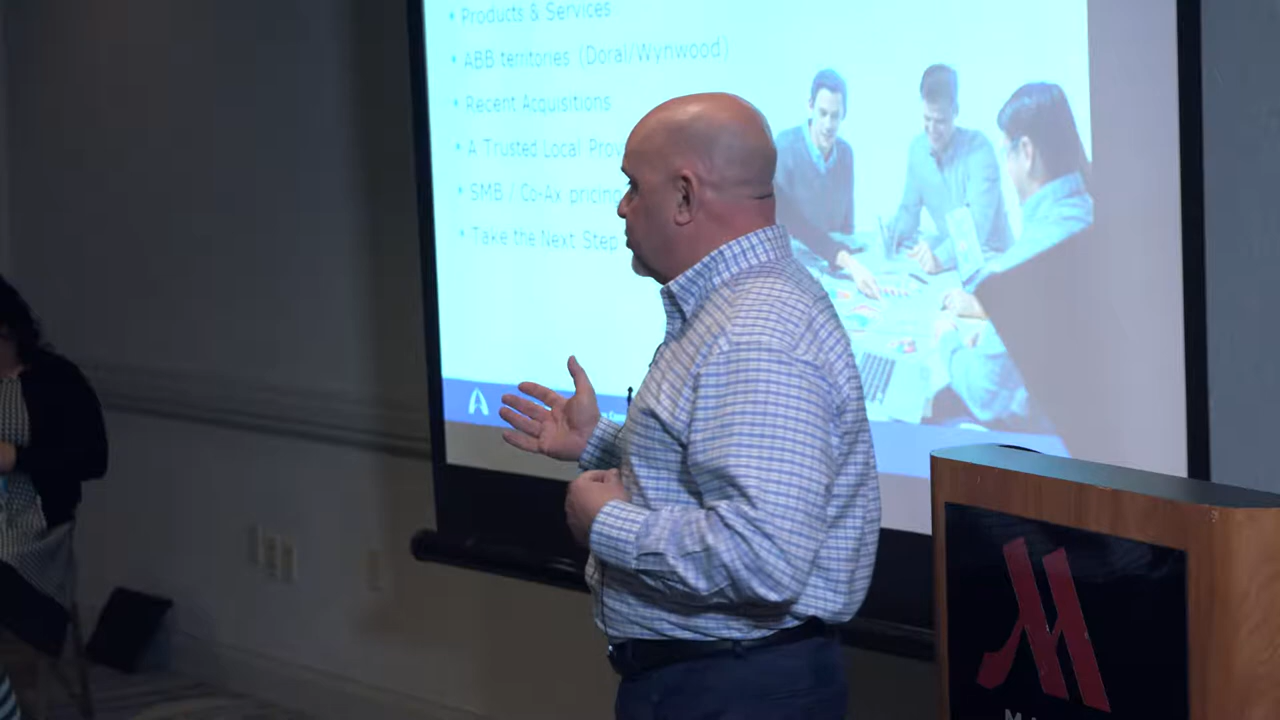 * Products & Services
* ABB territories (Doral/Wynwood)
* Recent Acquisitions
* A Trusted Local
* SMB / Co-Ax pricing
* Take the Next Step